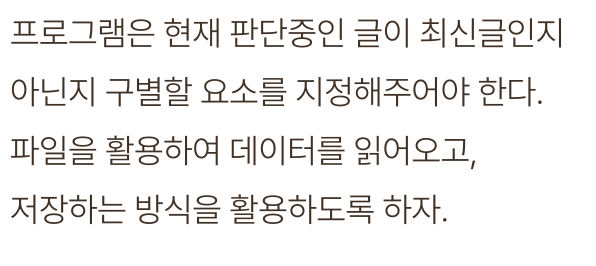 프로그램은 현재 판단중인 글이 최신글인지
아닌지 구별할 요소를 지정해주어야 한다.
파일을 활용하여 데이터를 읽어오고,
저장하는 방식을 활용하도록 하자.